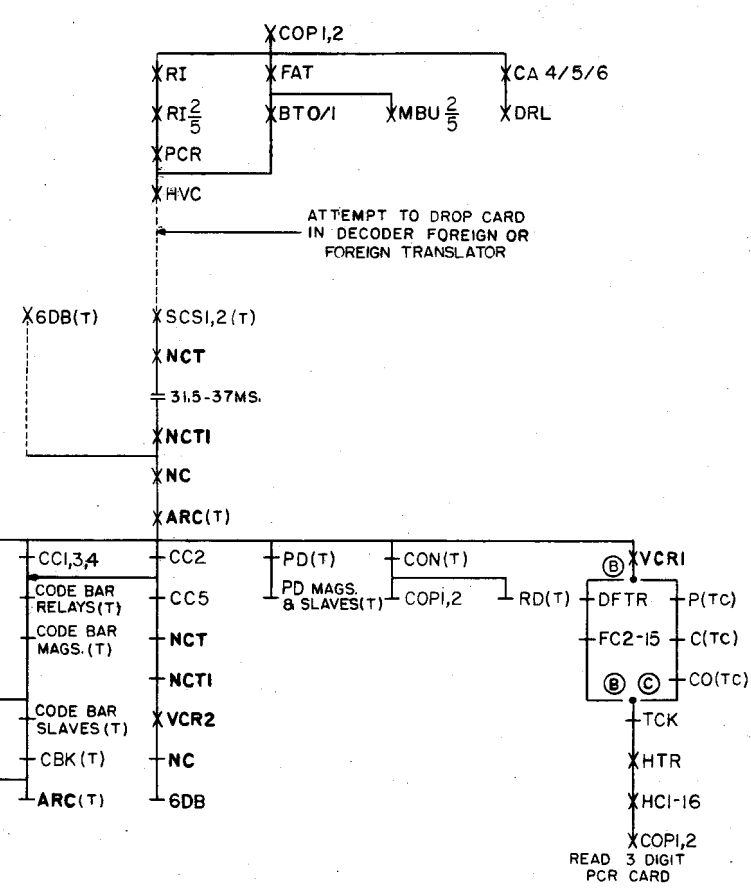 COP1,2
RI
FAT
CA 4/5/6
RI 2/5
BTO/1
MBU 2/5
DRL
PCR
HVC
ATTEMPT TO DROP CARD
IN DECODER FOREIGN OR
FOREIGN TRANSLATOR
6DB(T)
SCS1,2(T)
NCT
31.5-37MS.
NCT1
NC
ARC(T)
CC1,3,4
CC2
PD(T)
CON(T)
B
VCR1
CODE BAR
RELAYS(T)
CC5
PD MAGS.
& SLAVES(T)
COP1,2
RD(T)
DFTR
P(TC)
CODE BAR
MAGS.(T)
NCT
FC2-15
C(TC)
NCT1
B
C
CO(TC)
CODE BAR
SLAVES(T)
VCR2
TCK
CBK(T)
NC
HTR
ARC(T)
6DB
HC1-16
COP1,2
READ 3 DIGIT
PCR CARD